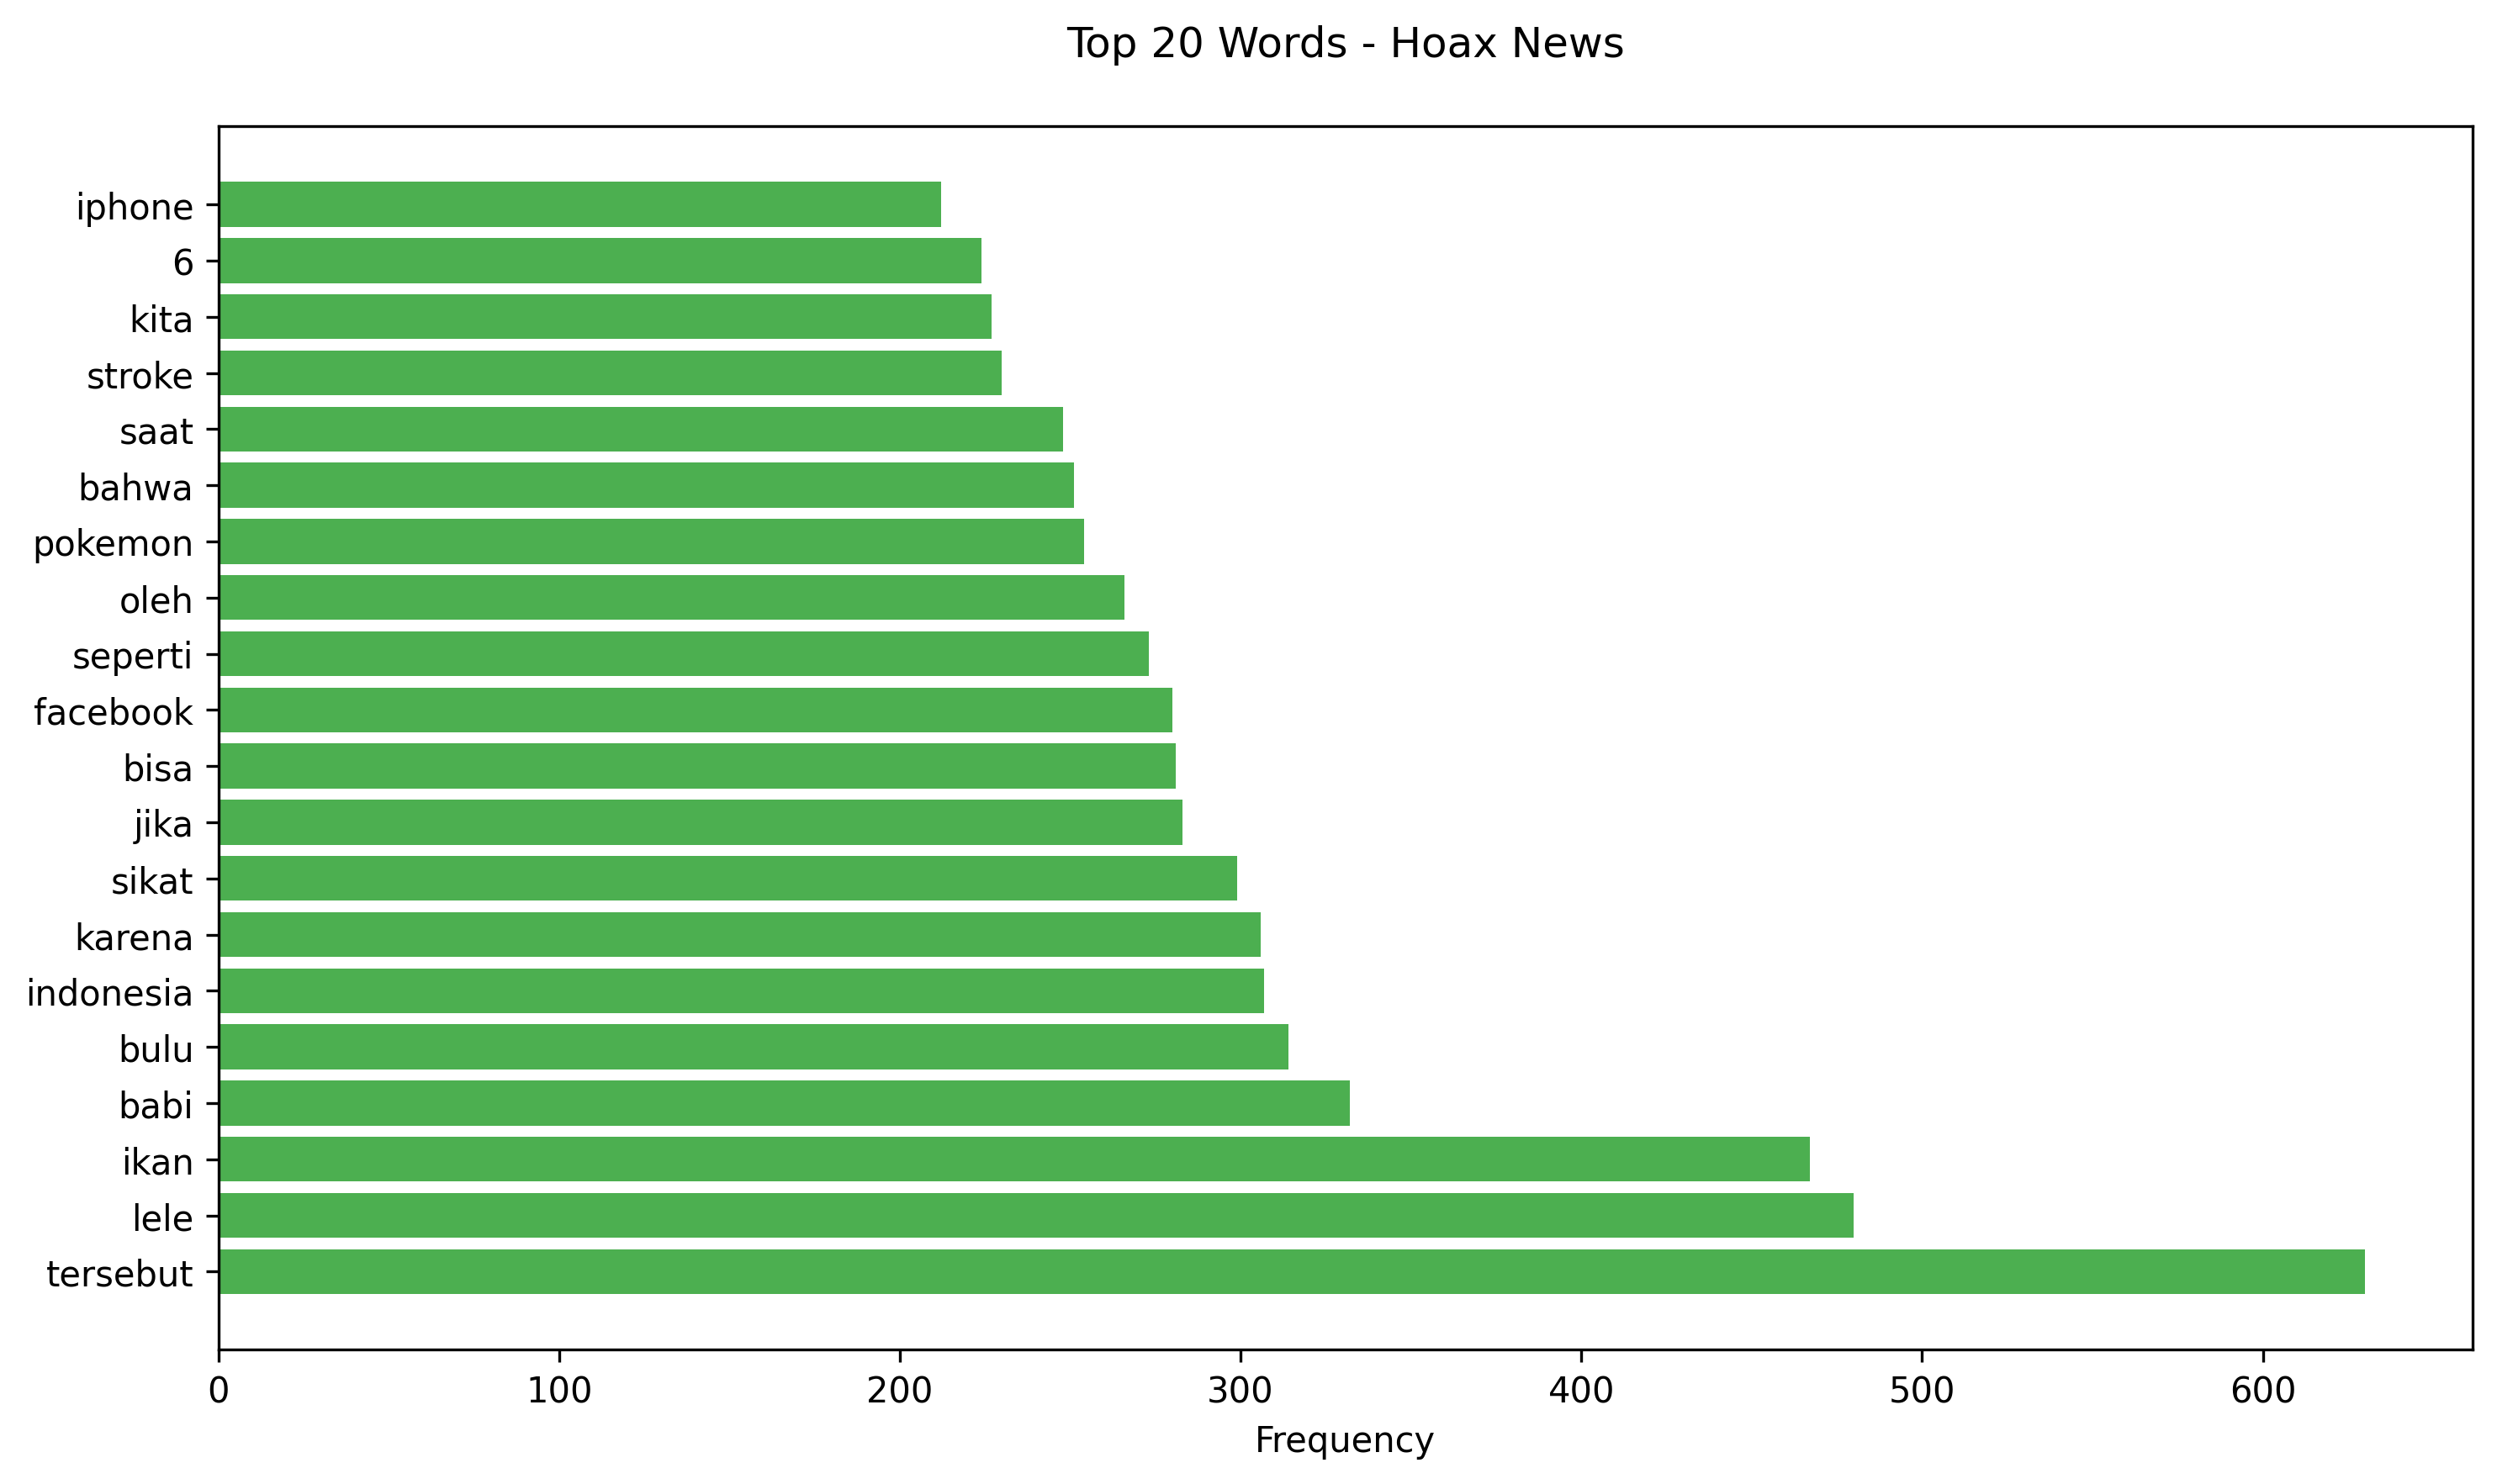 Top 20 Words - Hoax News
iphone
6
kita
stroke
saat
bahwa
pokemon
oleh
seperti
facebook
bisa
jika
sikat
karena
indonesia
bulu
babi
ikan
lele
tersebut
0 100 200 300 400 500 600
Frequency